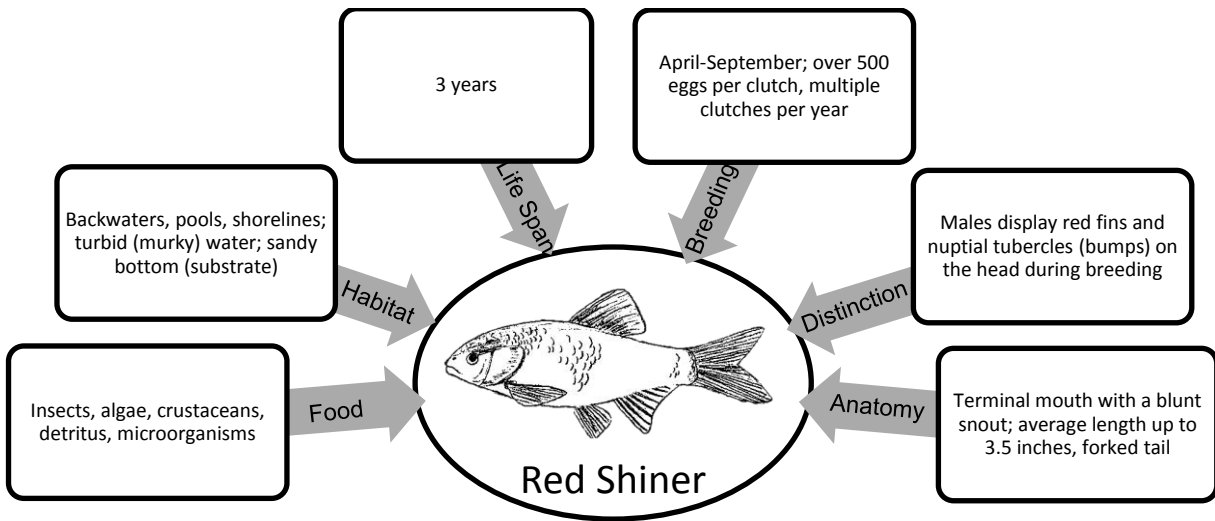 3 years
April-September; over 500
eggs per clutch, multiple
clutches per year
Life Span
Breeding
Backwaters, pools, shorelines;
turbid (murky) water; sandy
bottom (substrate)
Habitat
Males display red fins and
nuptial tubercles (bumps) on
the head during breeding
Distinction
Insects, algae, crustaceans,
detritus, microorganisms
Food
Terminal mouth with a blunt
snout; average length up to
3.5 inches, forked tail
Anatomy
Red Shiner